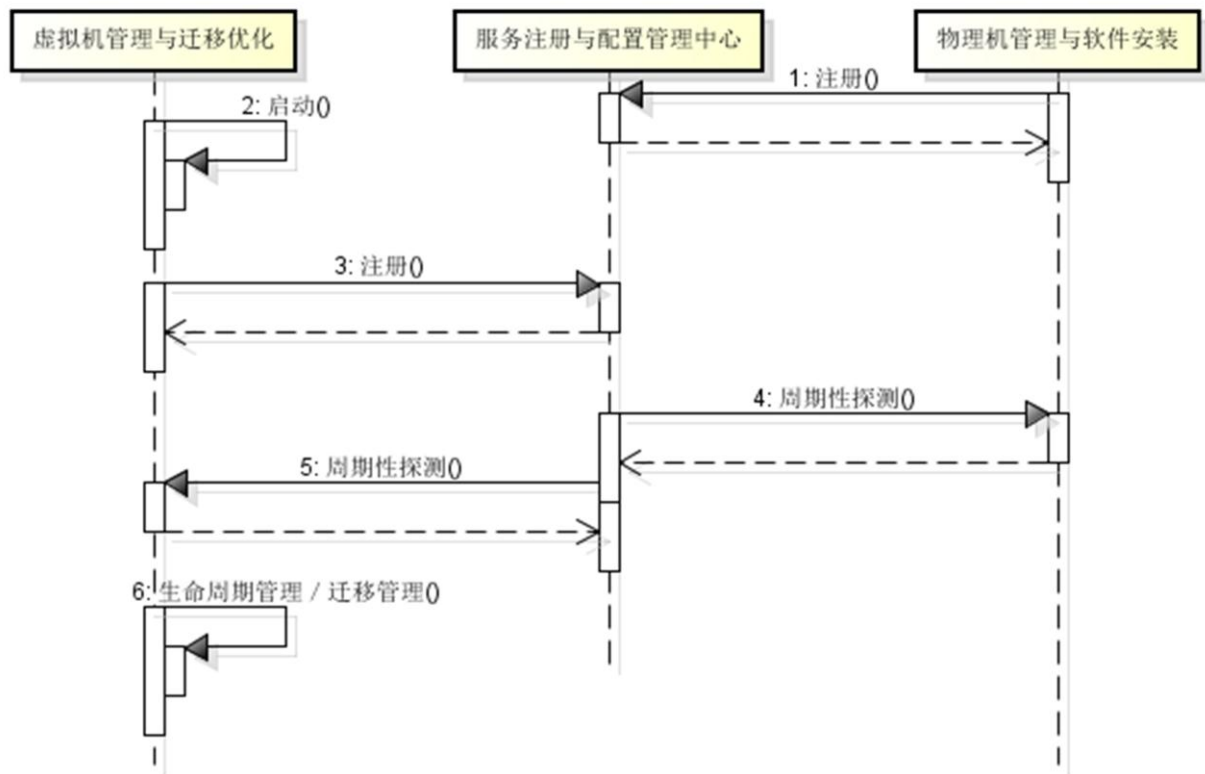 虚拟机管理与迁移优化
服务注册与配置管理中心
物理机管理与软件安装
1: 注册()
2: 启动()
3: 注册()
4: 周期性探测()
5: 周期性探测()
6: 生命周期管理 / 迁移管理()